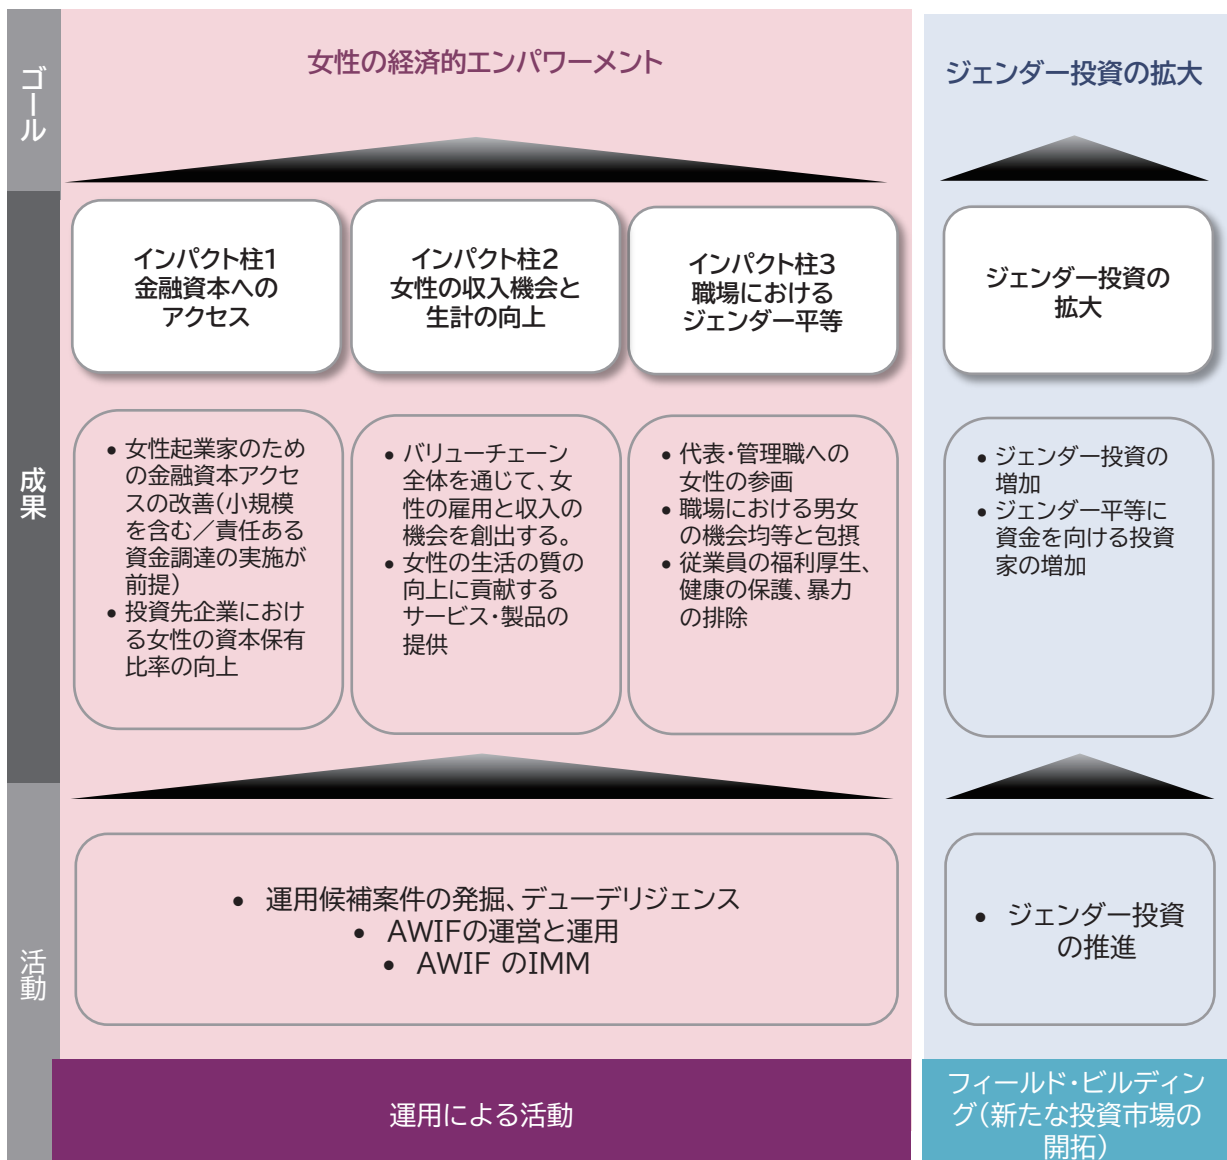 ゴール
女性の経済的エンパワーメント
ジェンダー投資の拡大
成果
インパクト柱1
金融資本への
アクセス
インパクト柱2
女性の収入機会と
生計の向上
インパクト柱3
職場における
ジェンダー平等
ジェンダー投資の
拡大
• 女性起業家のため
の金融資本アクセ
スの改善(小規模
を含む/責任ある
資金調達の実施が
前提)
• 投資先企業におけ
る女性の資本保有
比率の向上
• バリューチェーン
全体を通じて、女
性の雇用と収入の
機会を創出する。
• 女性の生活の質の
向上に貢献する
サービス・製品の
提供
• 代表・管理職への
女性の参画
• 職場における男女
の機会均等と包摂
• 従業員の福利厚生、
健康の保護、暴力
の排除
• ジェンダー投資の
増加
• ジェンダー平等に
資金を向ける投資
家の増加
活動
• 運用候補案件の発掘、デューデリジェンス
• AWIFの運営と運用
• AWIF のIMM
• ジェンダー投資
の推進
運用による活動
フィールド・ビルディン
グ(新たな投資市場の
開拓)